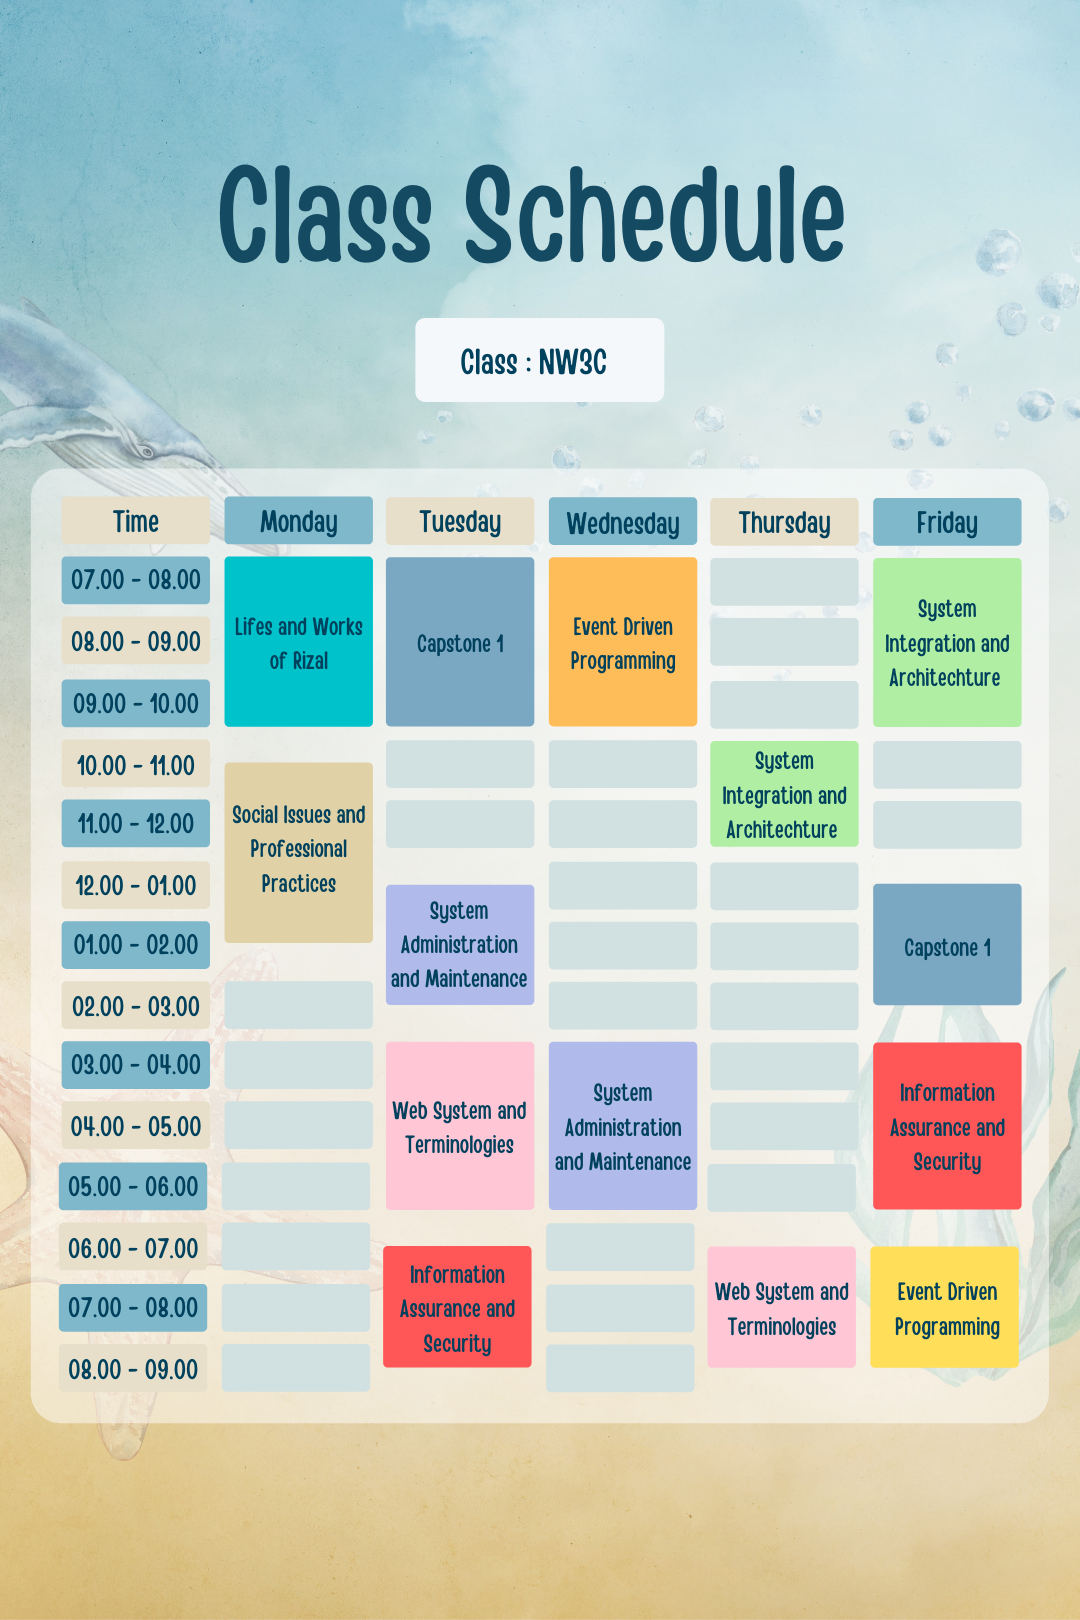 Class Schedule
Class : NW3C
Time Monday Tuesday Wednesday Thursday Friday
07.00 - 08.00
08.00 - 09.00
09.00 - 10.00
10.00 - 11.00
11.00 - 12.00
12.00 - 01.00
01.00 - 02.00
02.00 - 03.00
03.00 - 04.00
04.00 - 05.00
05.00 - 06.00
06.00 - 07.00
07.00 - 08.00
08.00 - 09.00
Lifes and Works
of Rizal
Social Issues and
Professional
Practices
Capstone 1
System
Administration
and Maintenance
Web System and
Terminologies
Information
Assurance and
Security
Event Driven
Programming
System
Administration
and Maintenance
System
Integration and
Architechture
Web System and
Terminologies
System
Integration and
Architechture
Capstone 1
Information
Assurance and
Security
Event Driven
Programming